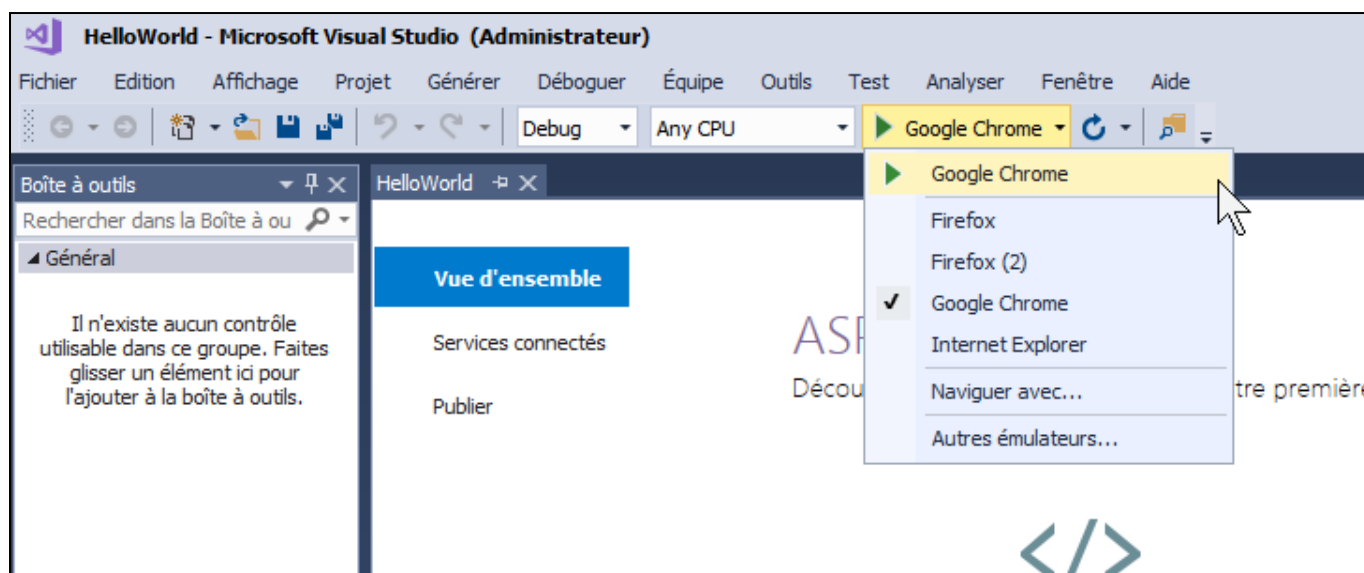 HelloWorld - Microsoft Visual Studio (Administrateur)
Fichier Edition Affichage Projet Générer Déboguer Équipe Outils Test Analyser Fenêtre Aide
Debug Any CPU Google Chrome
Boîte à outils
HelloWorld
Google Chrome
Rechercher dans la Boîte à ou
Firefox
Général
Firefox (2)
Vue d'ensemble
Google Chrome
Il n'existe aucun contrôle
utilisable dans ce groupe. Faites
glisser un élément ici pour
l'ajouter à la boîte à outils.
Services connectés
Internet Explorer
Publier
Naviguer avec...
tre première
Autres émulateurs...
</>